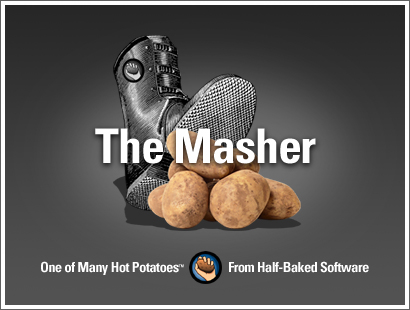 The Masher
One of Many Hot Potatoes™ From Half-Baked Software